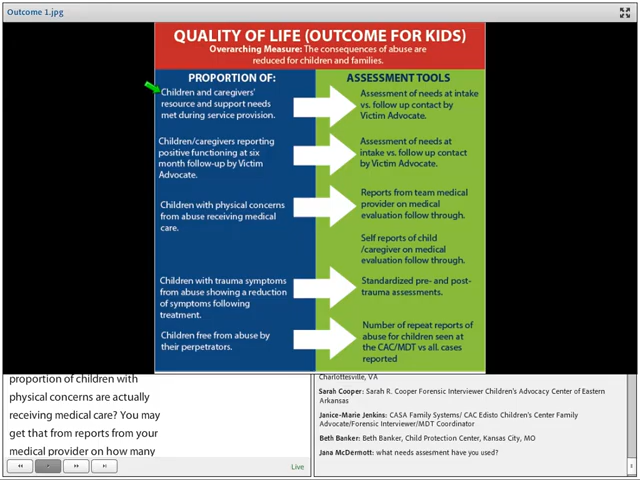 Outcome 1.jpg
QUALITY OF LIFE (OUTCOME FOR KIDS)
Overarching Measure: The consequences of abuse are
reduced for children and families.
PROPORTION OF:
ASSESSMENT TOOLS
Children and caregivers'
resource and support needs
met during service provision.
Assessment of needs at intake
vs. follow up contact by
Victim Advocate.
Children/caregivers reporting
positive functioning at six
month follow-up by Victim
Advocate.
Assessment of needs at
intake vs. follow up contact
by Victim Advocate.
Children with physical concerns
from abuse receiving medical
care.
Reports from team medical
provider on medical
evaluation follow through.
Self reports of child
/caregiver on medical
evaluation follow through.
Children with trauma symptoms
from abuse showing a reduction
of symptoms following
treatment.
Standardized pre- and post-
trauma assessments.
Children free from abuse by
their perpetrators.
Number of repeat reports of
abuse for children seen at
the CAC/MDT vs all. cases
reported
proportion of children with
physical concerns are actually
receiving medical care? You may
get that from reports from your
medical provider on how many
Live
Charlottesville, VA
Sarah Cooper: Sarah R. Cooper Forensic Interviewer Children's Advocacy Center of Eastern
Arkansas
Janice-Marie Jenkins: CASA Family Systems/ CAC Edisto Children's Center Family
Advocate/Forensic Interviewer/MDT Coordinator
Beth Banker: Beth Banker, Child Protection Center, Kansas City, MO
Jana McDermott: what needs assesment have you used?